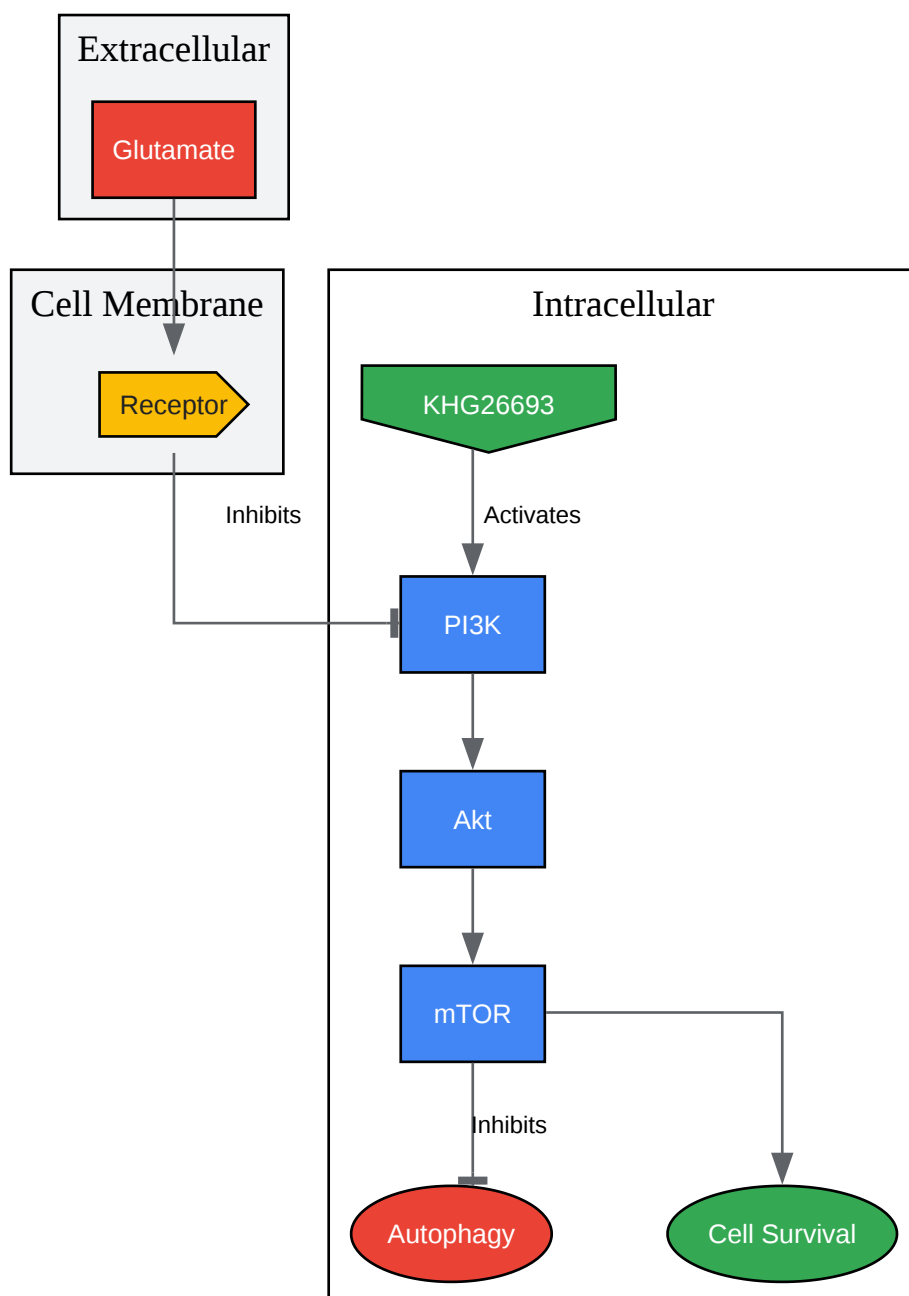 Extracellular
Glutamate
Cell Membrane
Receptor
Intracellular
KHG26693
Inhibits
Activates
PI3K
Akt
mTOR
Inhibits
Autophagy
Cell Survival